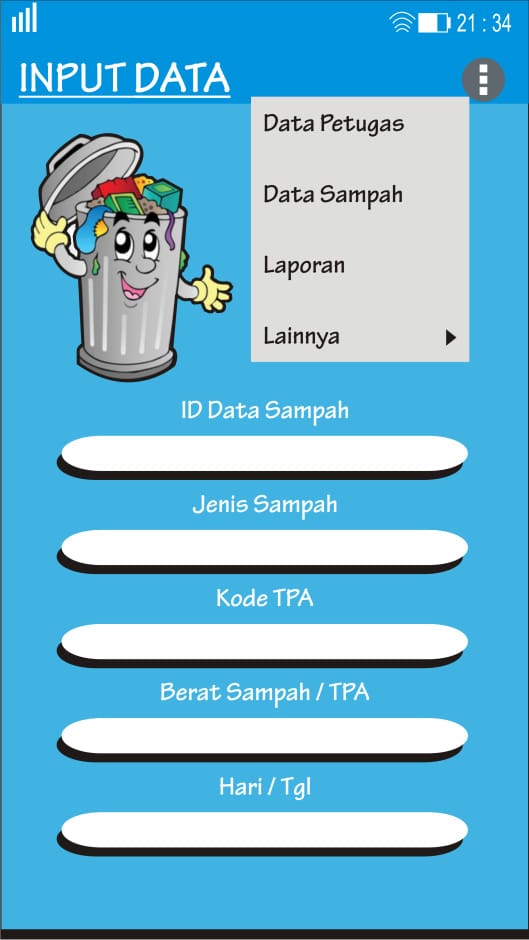 21 : 34
INPUT DATA
Data Petugas
Data Sampah
Laporan
Lainnya
ID Data Sampah
Jenis Sampah
Kode TPA
Berat Sampah / TPA
Hari / Tgl